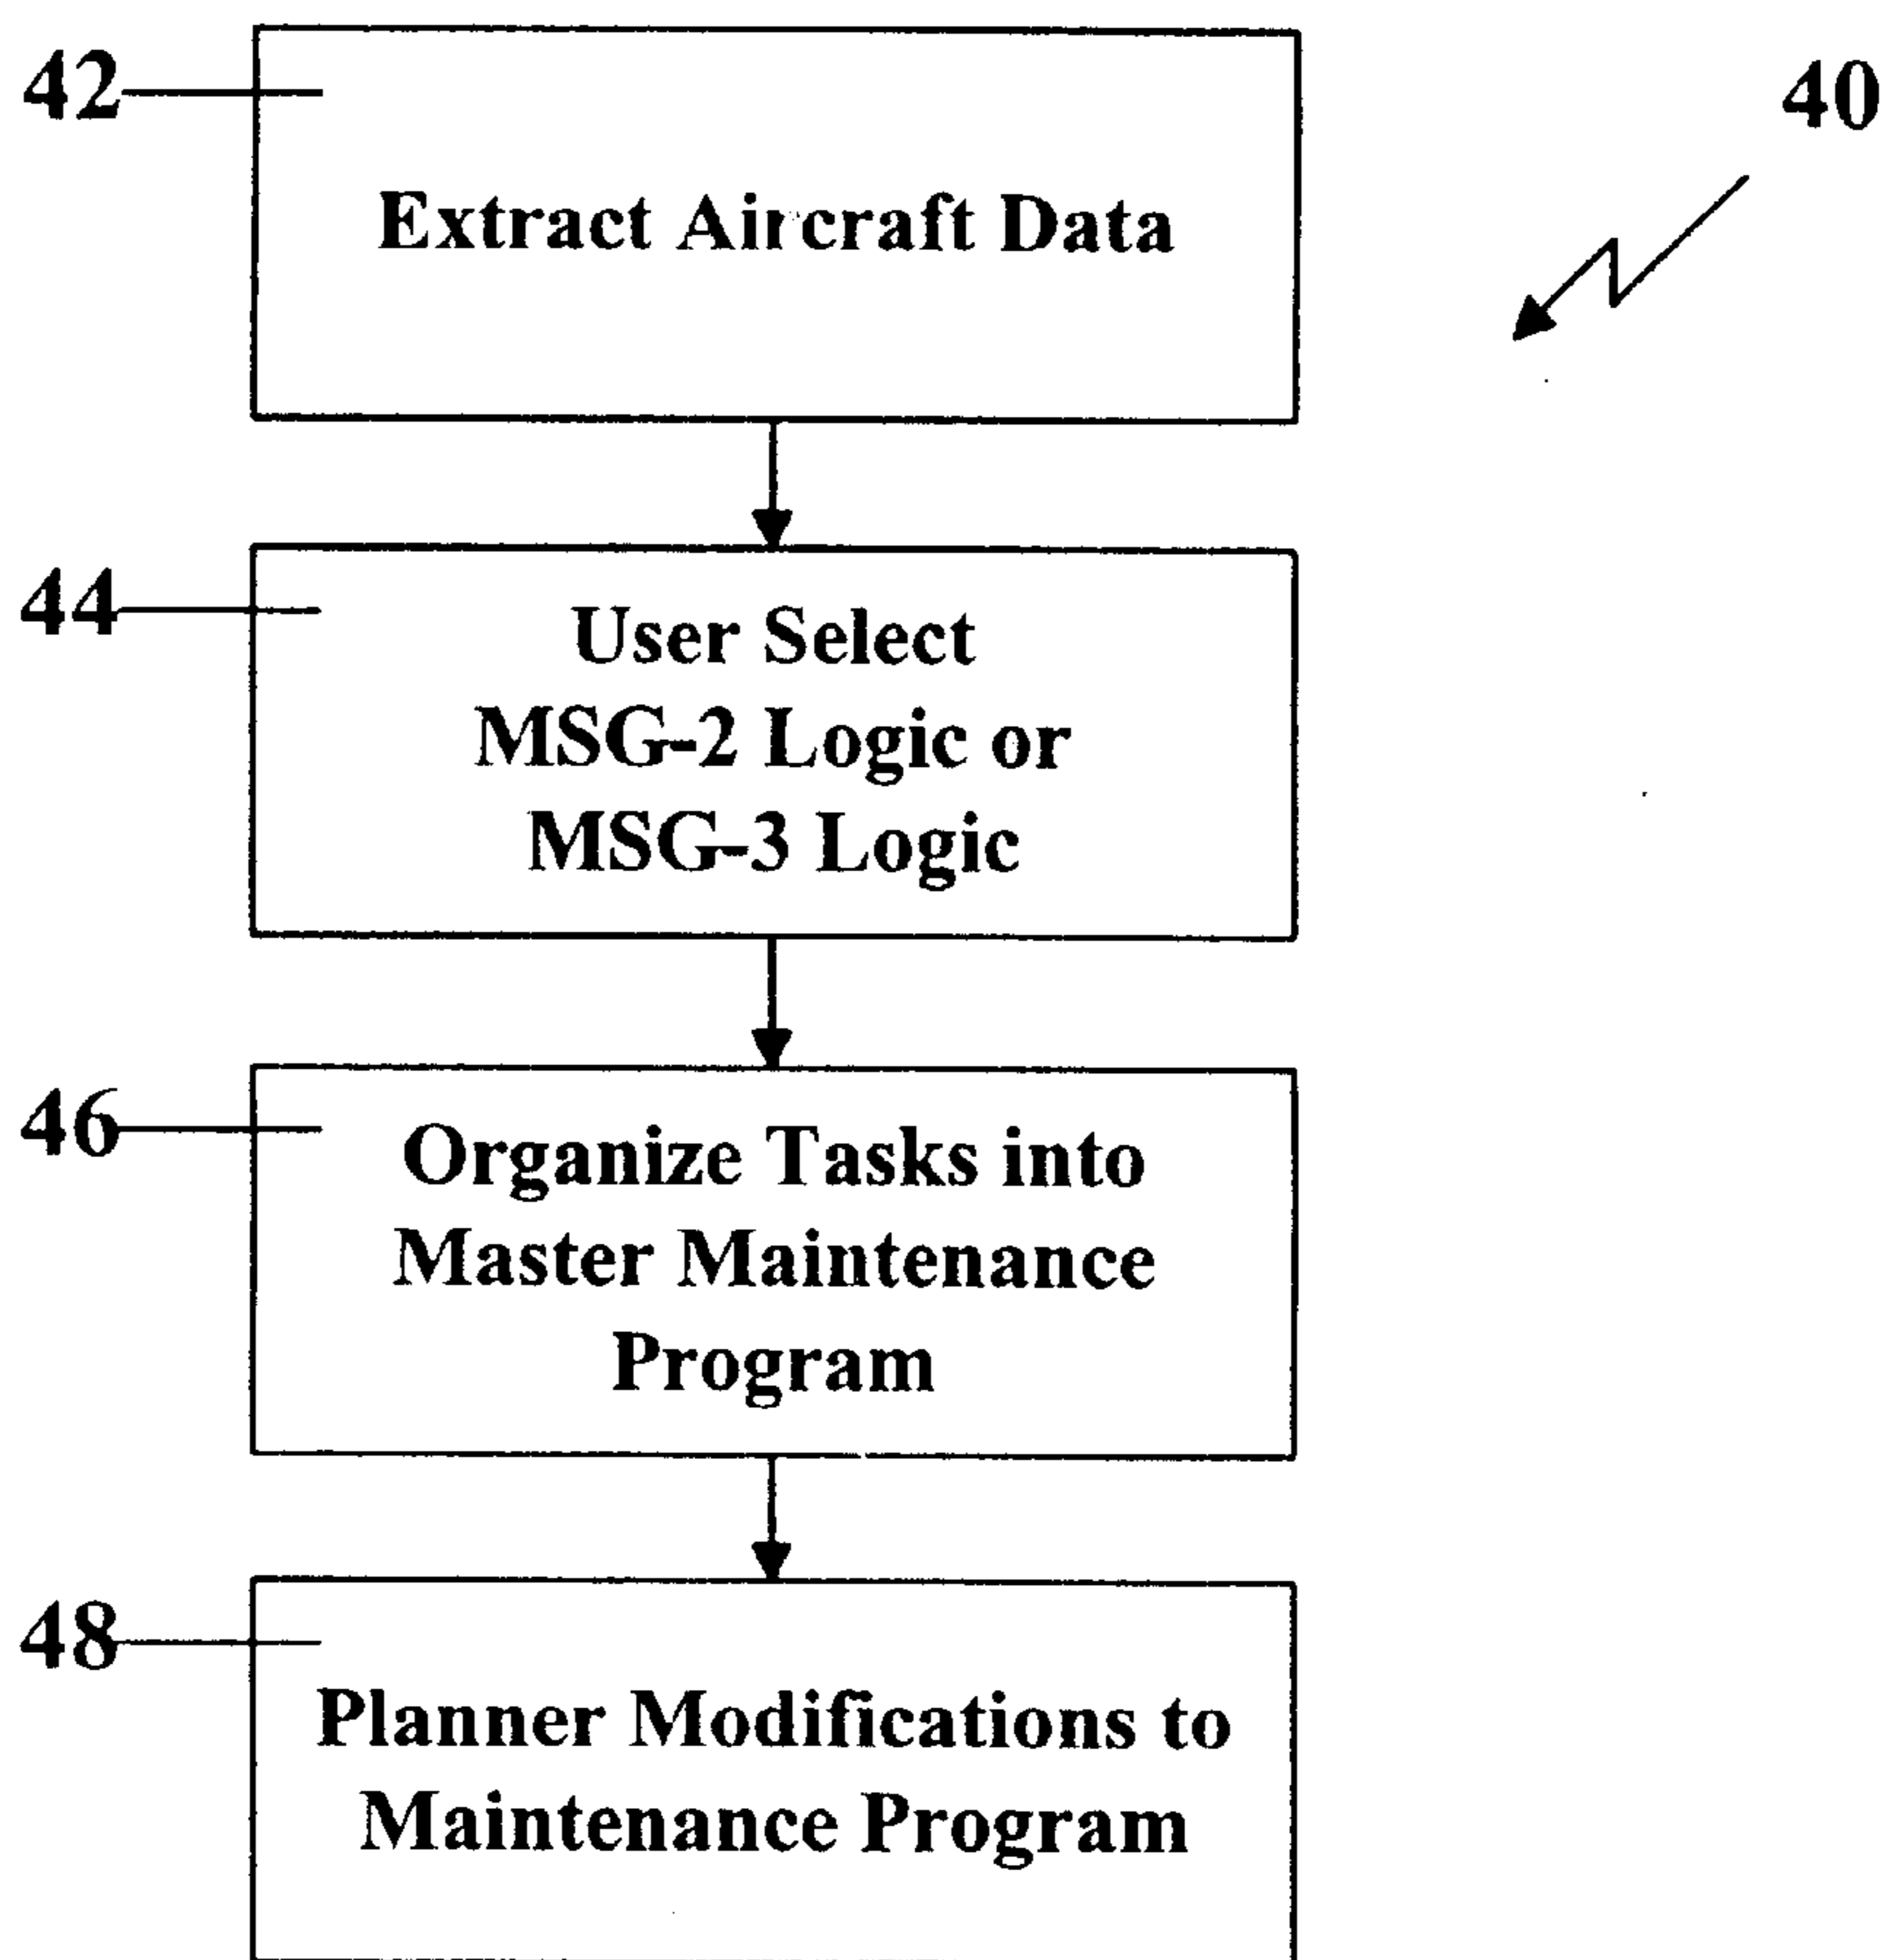 42
40
Extract Aircraft Data
44
User Select
MSG-2 Logic or
MSG-3 Logic
46
Organize Tasks into
Master Maintenance
Program
48
Planner Modifications to
Maintenance Program